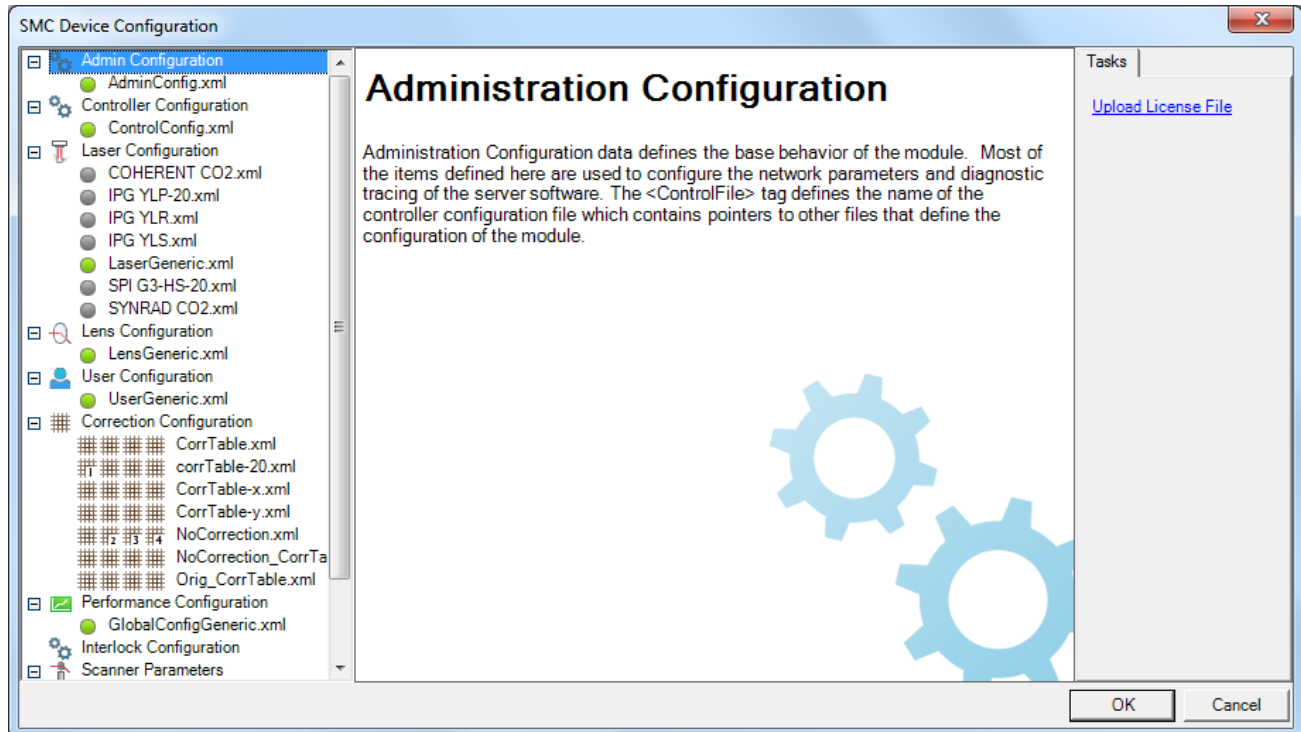 SMC Device Configuration
Admin Configuration
AdminConfig.xml
Controller Configuration
ControlConfig.xml
Laser Configuration
COHERENT CO2.xml
IPG YLP-20.xml
IPG YLR.xml
IPG YLS.xml
LaserGeneric.xml
SPI G3-HS-20.xml
SYNRAD CO2.xml
Lens Configuration
LensGeneric.xml
User Configuration
UserGeneric.xml
Correction Configuration
CorrTable.xml
1 corrTable-20.xml
CorrTable-x.xml
CorrTable-y.xml
2 3 4 NoCorrection.xml
NoCorrection_CorrTa
Orig_CorrTable.xml
Performance Configuration
GlobalConfigGeneric.xml
Interlock Configuration
Scanner Parameters
Administration Configuration
Administration Configuration data defines the base behavior of the module. Most of
the items defined here are used to configure the network parameters and diagnostic
tracing of the server software. The <ControlFile> tag defines the name of the
controller configuration file which contains pointers to other files that define the
configuration of the module.
Tasks
Upload License File
OK
Cancel